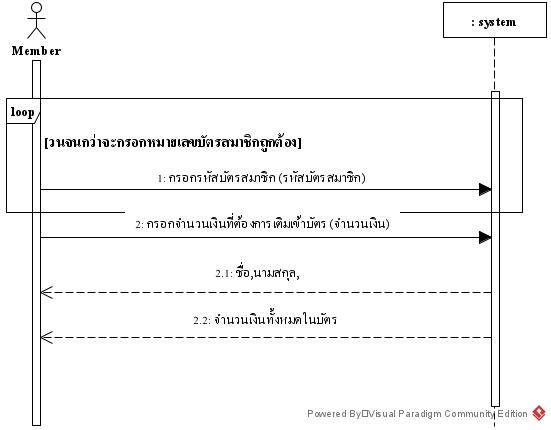 : system
Member
loop
[วนจนกว่าจะกรอกหมายเลขบัตรสมาชิกถูกต้อง]
1: กรอกรหัสบัตรสมาชิก (รหัสบัตรสมาชิก)
2: กรอกจำนวนเงินที่ต้องการเติมเข้าบัตร (จำนวนเงิน)
2.1: ชื่อ,นามสกุล,
2.2: จำนวนเงินทั้งหมดในบัตร
Powered By Visual Paradigm Community Edition